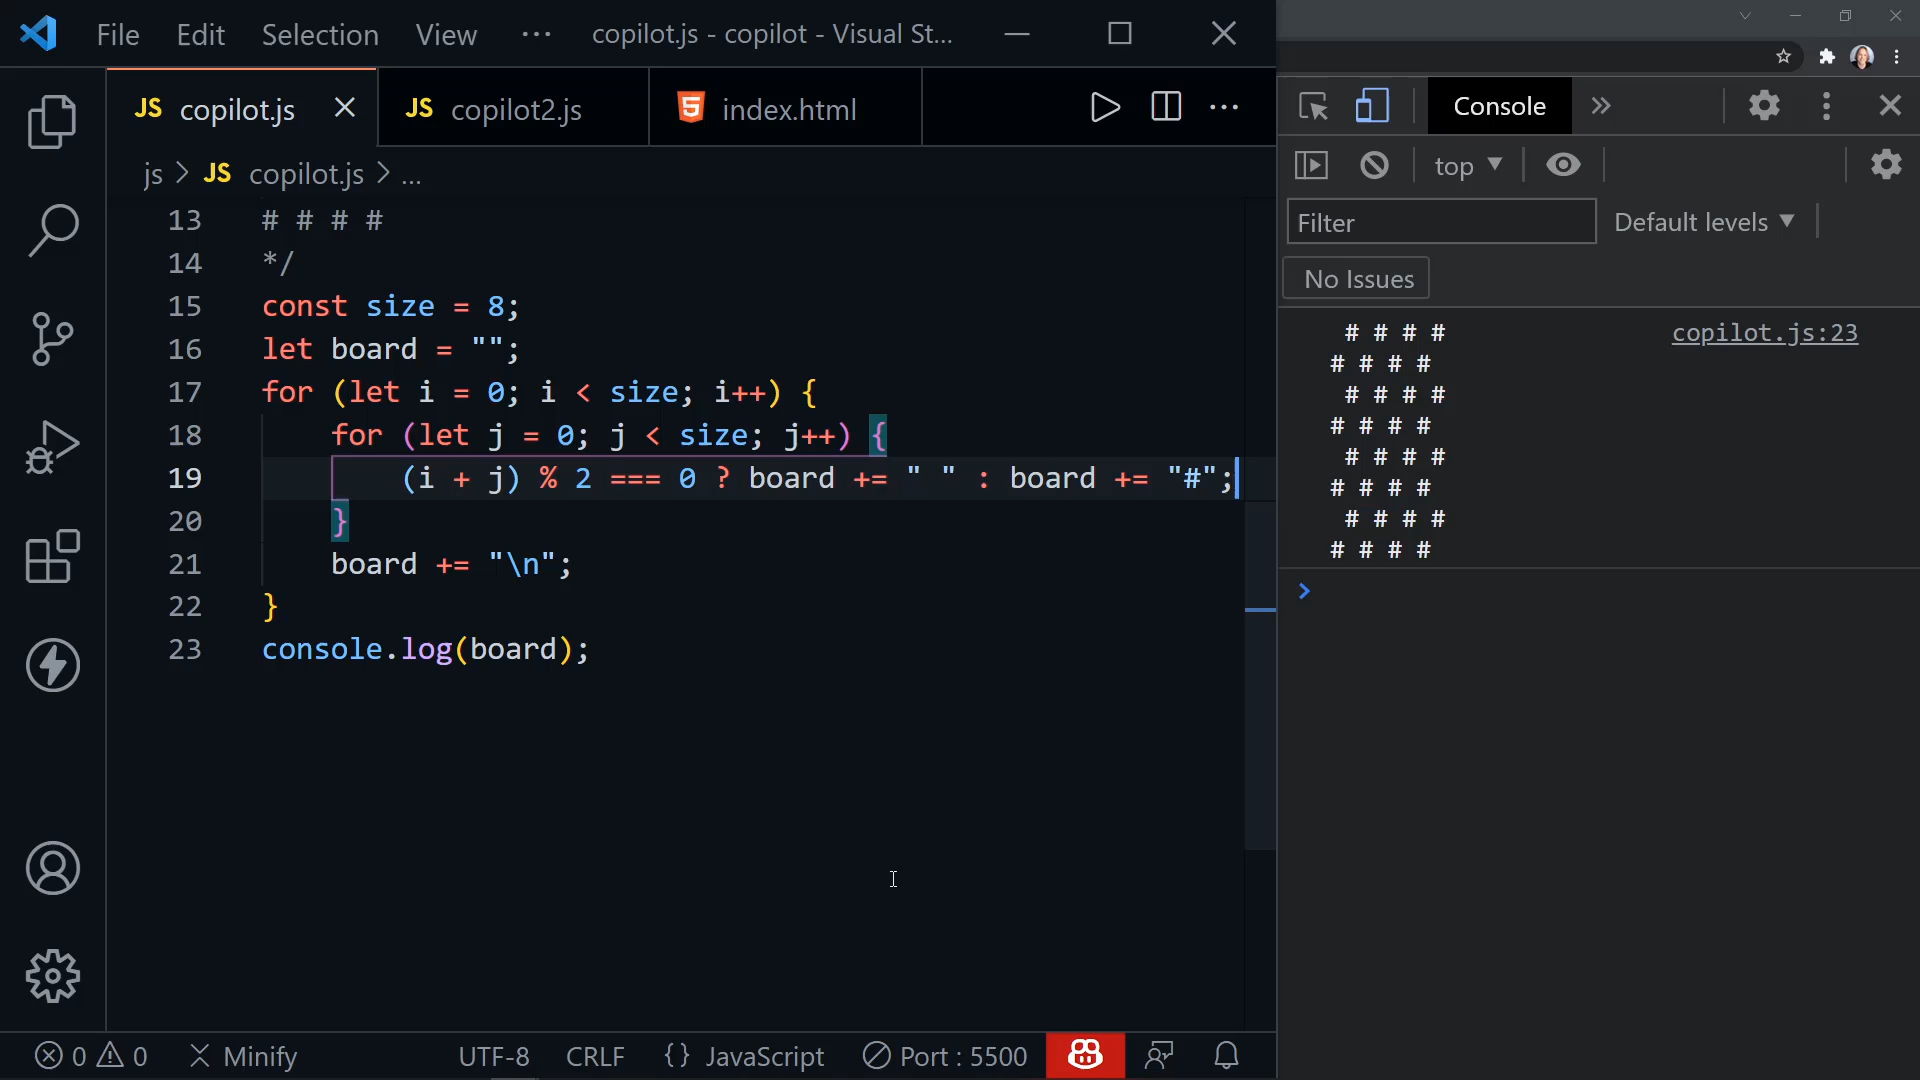 File Edit Selection View ··· copilot.js - copilot - Visual St...
JS copilot.js JS copilot2.js 5 index.html
js > JS copilot.js > ...
13 # # # #
14 */
15 const size = 8;
16 let board = "";
17 for (let i = 0; i < size; i++) {
18     for (let j = 0; j < size; j++) {
19         (i + j) % 2 === 0 ? board += " " : board += "#";
20     }
21     board += "\n";
22 }
23 console.log(board);
0 0 Minify UTF-8 CRLF {} JavaScript Port : 5500
Console »
top
Filter Default levels
No Issues
 # # # # copilot.js:23
# # # #
 # # # #
# # # #
 # # # #
# # # #
 # # # #
# # # #
>